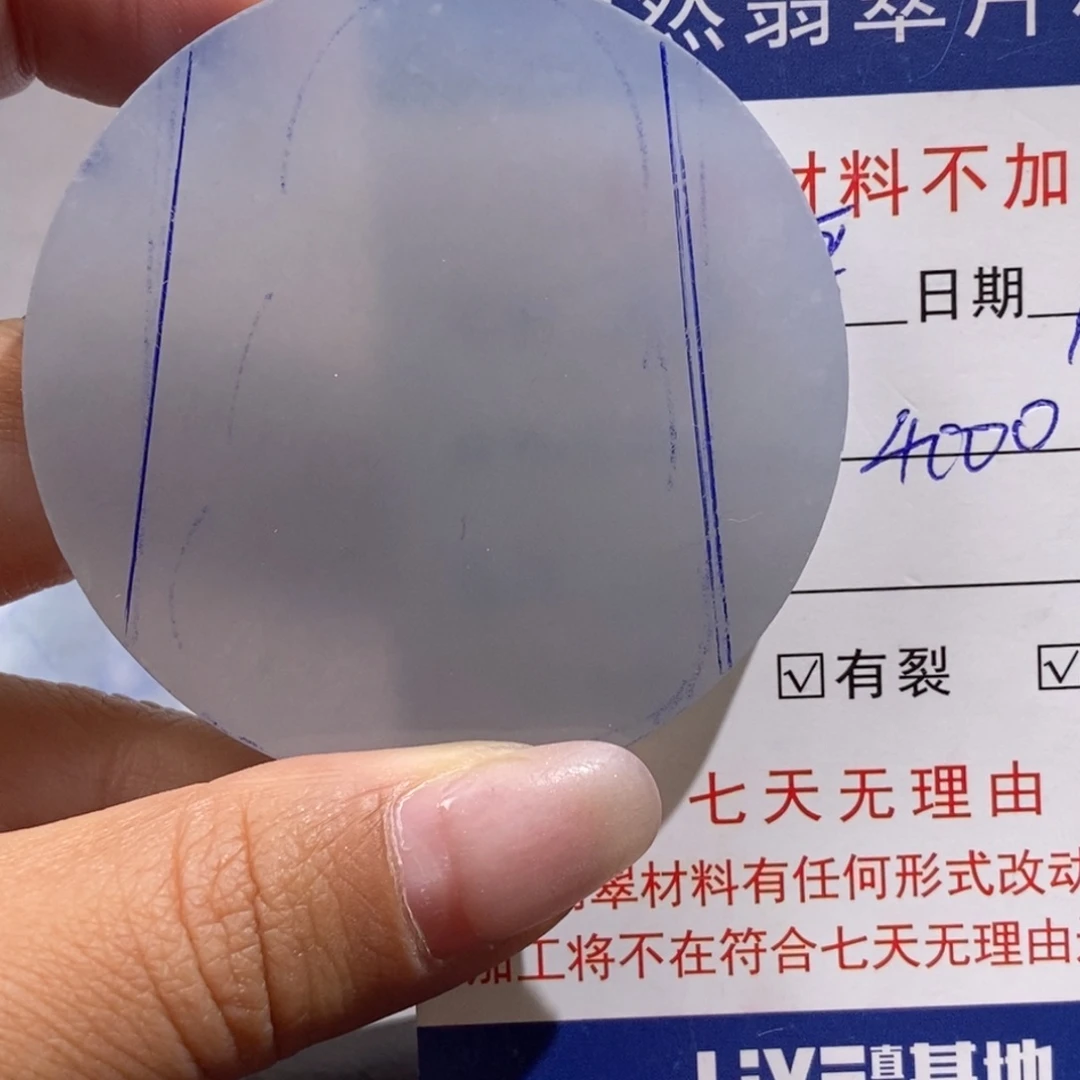 然翡翠片
材料不加
日期
4000
☑有裂 ☑
七天无理由
翠材料有任何形式改动
加工将不在符合七天无理由
基地